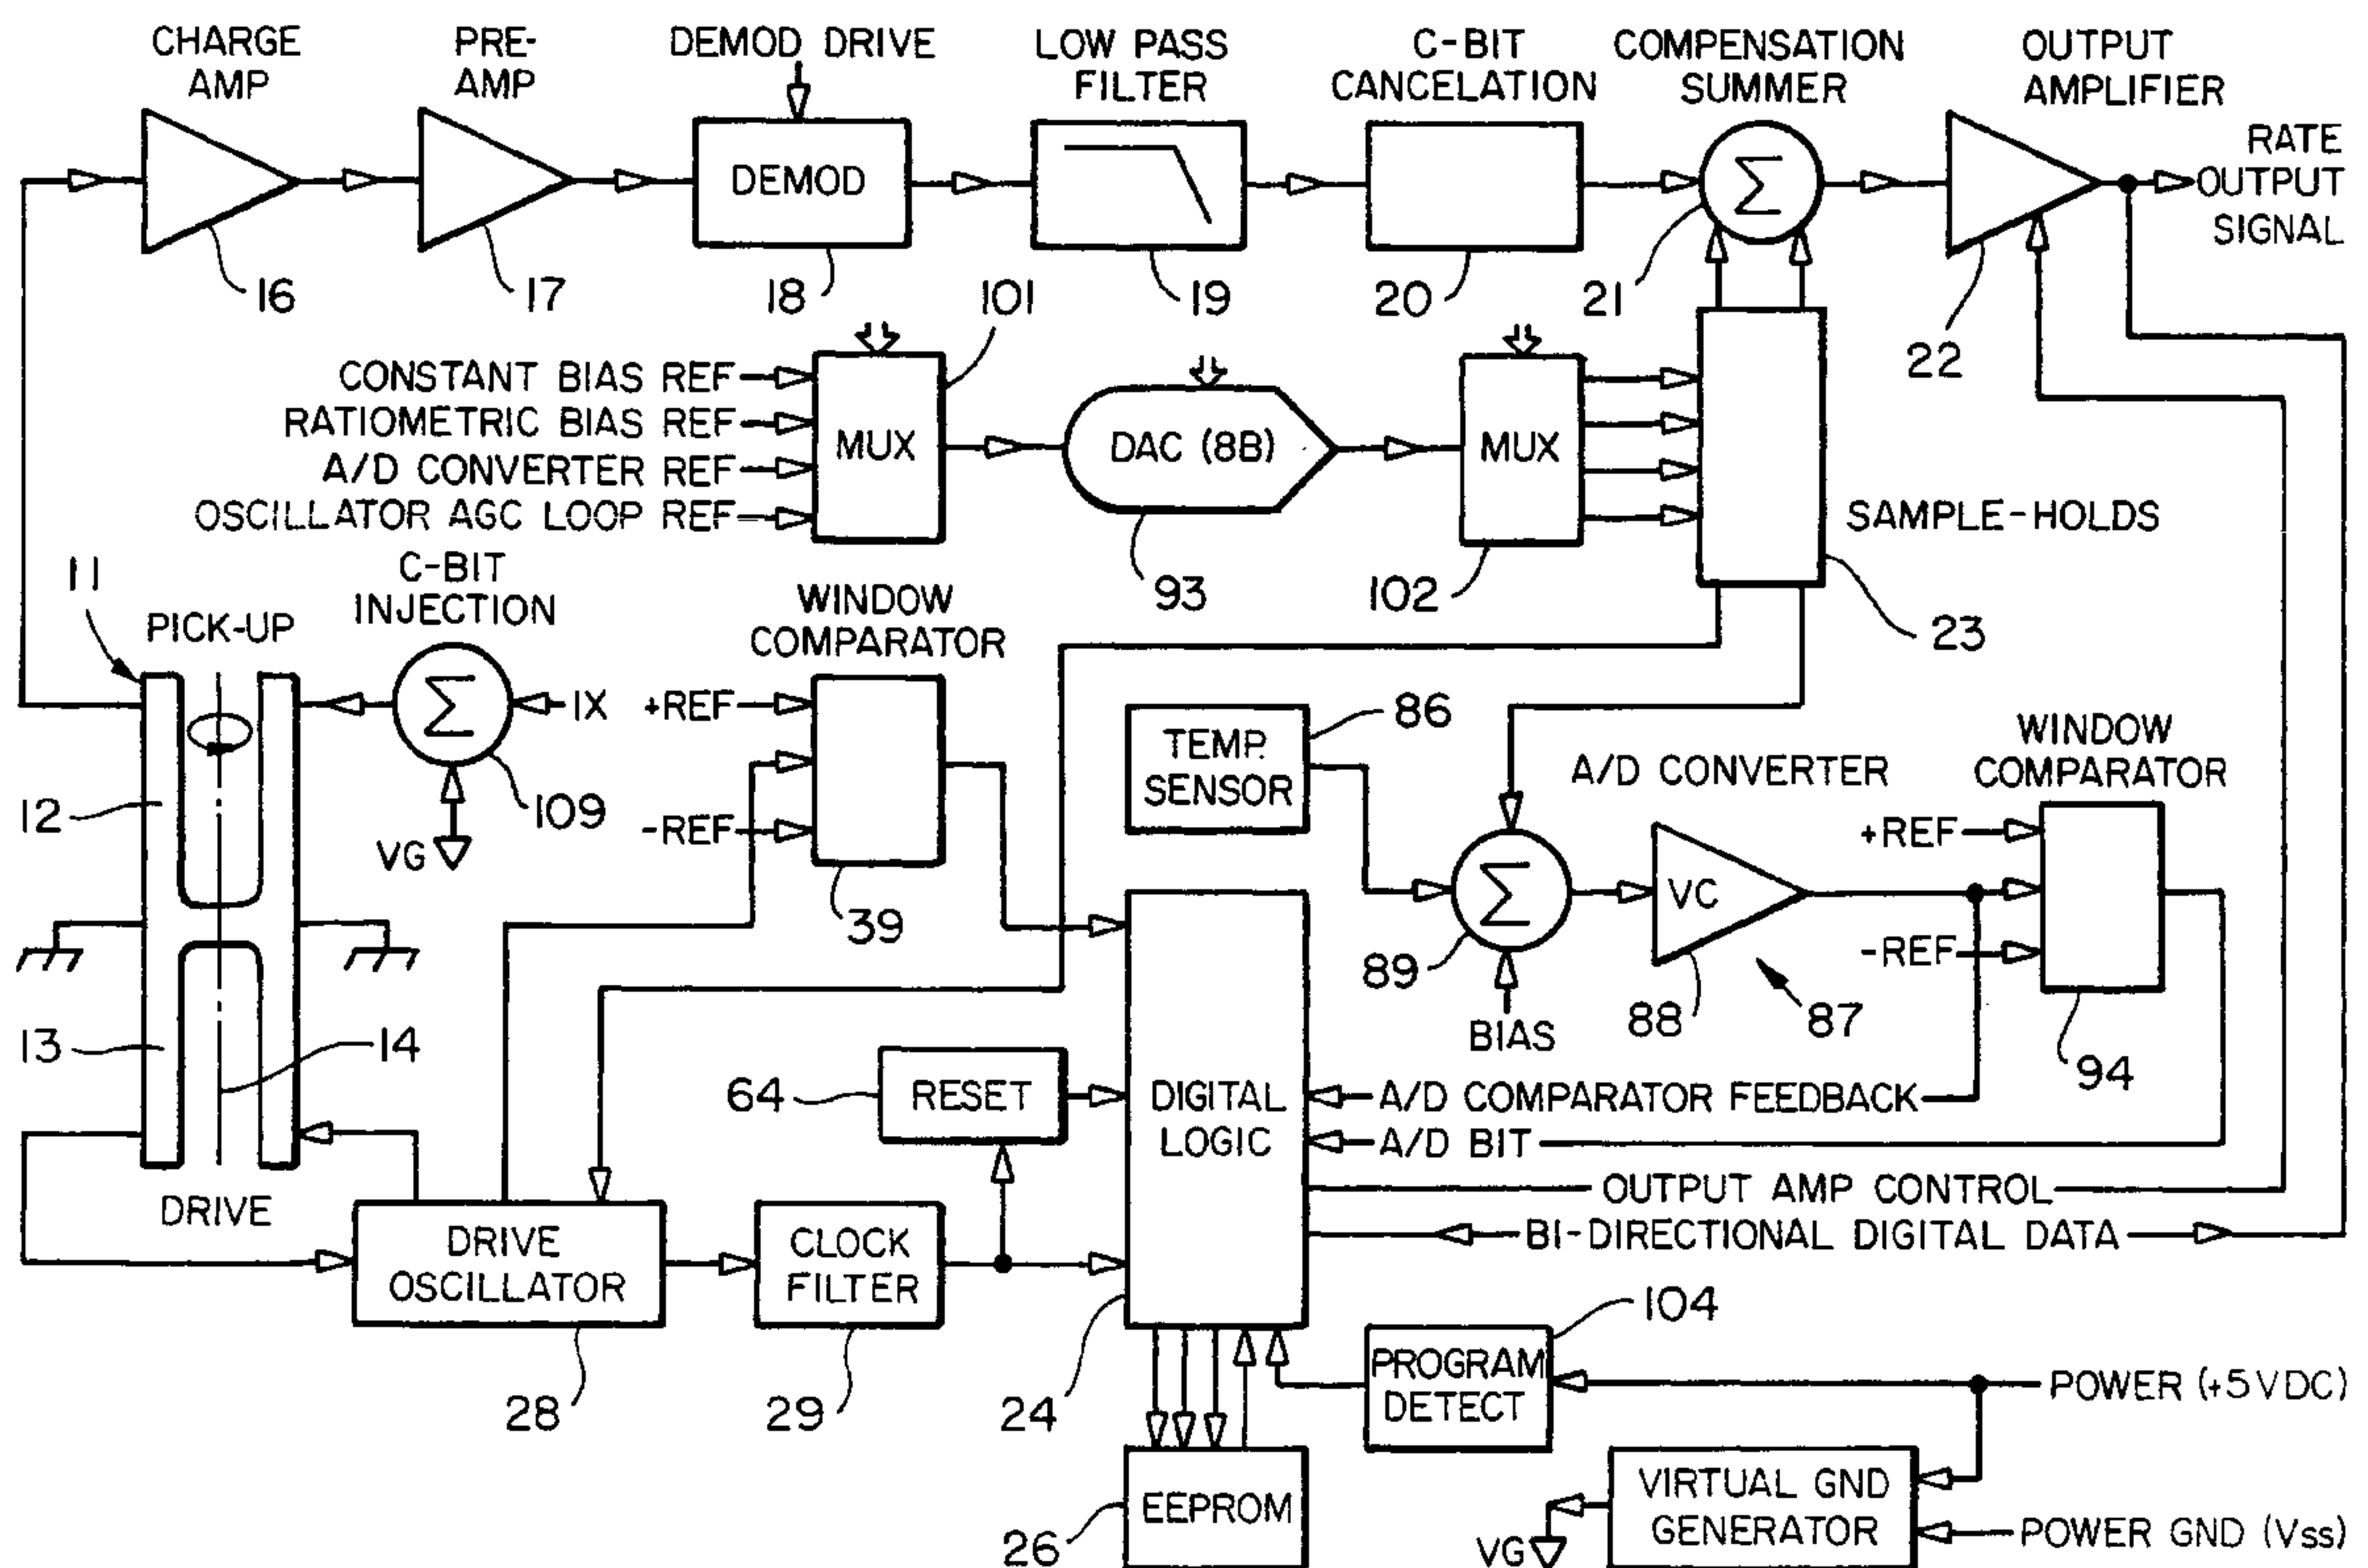 CHARGE
AMP
PRE-
AMP
DEMOD DRIVE
LOW PASS
FILTER
C-BIT
CANCELATION
COMPENSATION
SUMMER
OUTPUT
AMPLIFIER
DEMOD
Σ
RATE
OUTPUT
SIGNAL
16
17
18
101
19
20
21
22
CONSTANT BIAS REF
RATIOMETRIC BIAS REF
A/D CONVERTER REF
OSCILLATOR AGC LOOP REF
MUX
DAC (8B)
MUX
SAMPLE-HOLDS
93
102
23
11
PICK-UP
C-BIT
INJECTION
WINDOW
COMPARATOR
Σ
IX
+REF
-REF
VG
109
39
12
13
14
DRIVE
TEMP.
SENSOR
86
A/D CONVERTER
WINDOW
COMPARATOR
Σ
VC
+REF
-REF
89
BIAS
88
87
94
64
RESET
DIGITAL
LOGIC
A/D COMPARATOR FEEDBACK
A/D BIT
OUTPUT AMP CONTROL
BI-DIRECTIONAL DIGITAL DATA
DRIVE
OSCILLATOR
CLOCK
FILTER
28
29
24
104
PROGRAM
DETECT
POWER (+5VDC)
EEPROM
26
VIRTUAL GND
GENERATOR
VG
POWER GND (Vss)